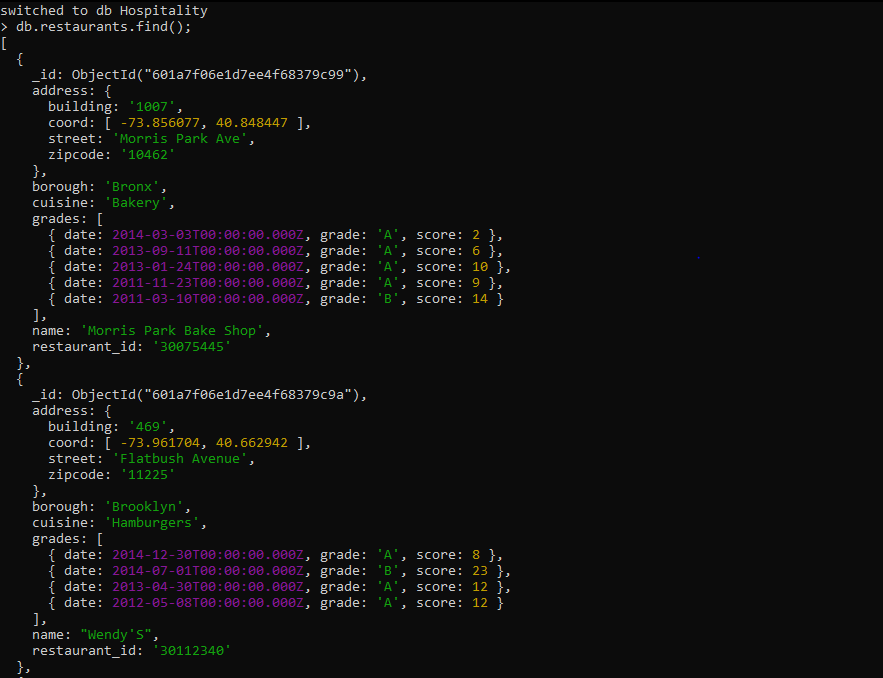 switched to db Hospitality
> db.restaurants.find();
[
  {
    _id: ObjectId("601a7f06e1d7ee4f68379c99"),
    address: {
      building: '1007',
      coord: [ -73.856077, 40.848447 ],
      street: 'Morris Park Ave',
      zipcode: '10462'
    },
    borough: 'Bronx',
    cuisine: 'Bakery',
    grades: [
      { date: 2014-03-03T00:00:00.000Z, grade: 'A', score: 2 },
      { date: 2013-09-11T00:00:00.000Z, grade: 'A', score: 6 },
      { date: 2013-01-24T00:00:00.000Z, grade: 'A', score: 10 },
      { date: 2011-11-23T00:00:00.000Z, grade: 'A', score: 9 },
      { date: 2011-03-10T00:00:00.000Z, grade: 'B', score: 14 }
    ],
    name: 'Morris Park Bake Shop',
    restaurant_id: '30075445'
  },
  {
    _id: ObjectId("601a7f06e1d7ee4f68379c9a"),
    address: {
      building: '469',
      coord: [ -73.961704, 40.662942 ],
      street: 'Flatbush Avenue',
      zipcode: '11225'
    },
    borough: 'Brooklyn',
    cuisine: 'Hamburgers',
    grades: [
      { date: 2014-12-30T00:00:00.000Z, grade: 'A', score: 8 },
      { date: 2014-07-01T00:00:00.000Z, grade: 'B', score: 23 },
      { date: 2013-04-30T00:00:00.000Z, grade: 'A', score: 12 },
      { date: 2012-05-08T00:00:00.000Z, grade: 'A', score: 12 }
    ],
    name: "Wendy'S",
    restaurant_id: '30112340'
  },